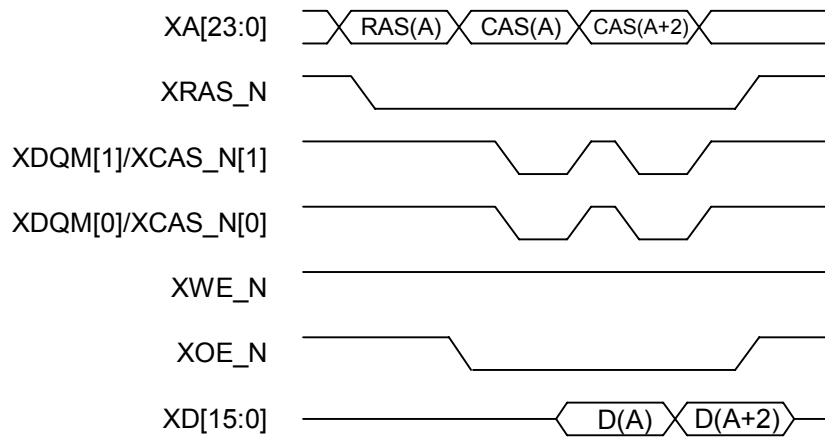 XA[23:0] RAS(A) CAS(A) CAS(A+2)
XRAS_N
XDQM[1]/XCAS_N[1]
XDQM[0]/XCAS_N[0]
XWE_N
XOE_N
XD[15:0] D(A) D(A+2)